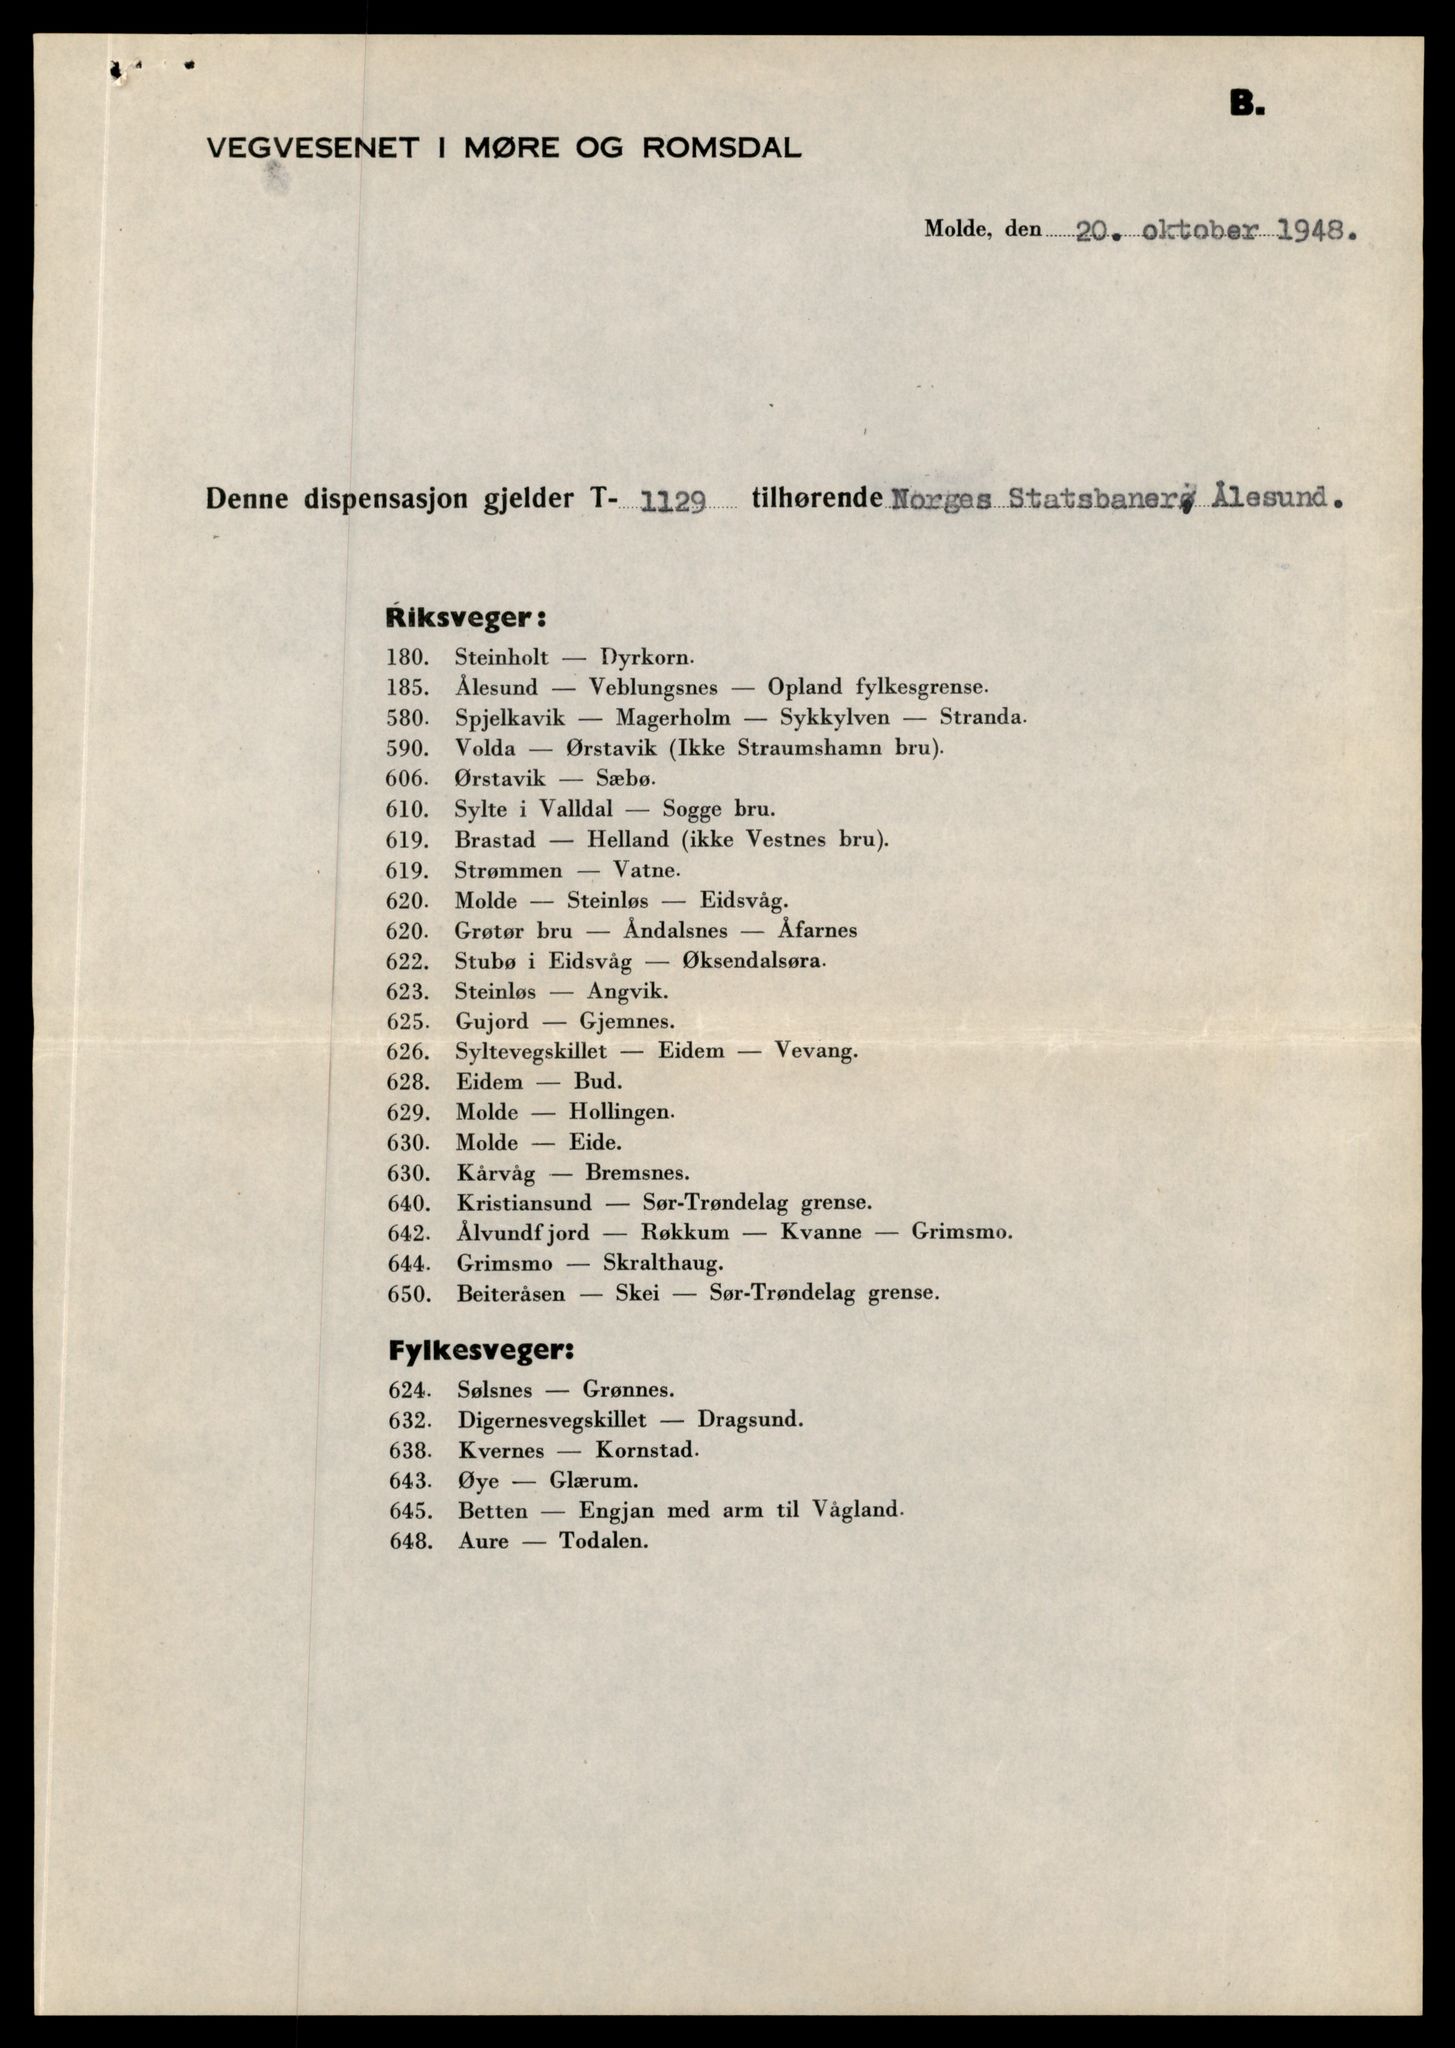 B.
VEGVESENET I MØRE OG ROMSDAL
Molde, den 20. oktober 1948.
Denne dispensasjon gjelder T- 1129 tilhørende Norges Statsbaner, Ålesund.
Riksveger:
180. Steinholt — Dyrkorn.
185. Ålesund — Veblungsnes — Opland fylkesgrense.
580. Spjelkavik — Magerholm — Sykkylven — Stranda.
590. Volda — Ørstavik (Ikke Straumshamn bru).
606. Ørstavik — Sæbø.
610. Sylte i Valldal — Sogge bru.
619. Brastad — Helland (ikke Vestnes bru).
619. Strømmen — Vatne.
620. Molde — Steinløs — Eidsvåg.
620. Grøtør bru — Åndalsnes — Åfarnes
622. Stubø i Eidsvåg — Øksendalsøra.
623. Steinløs — Angvik.
625. Gujord — Gjemnes.
626. Syltevegskillet — Eidem — Vevang.
628. Eidem — Bud.
629. Molde — Hollingen.
630. Molde — Eide.
630. Kårvåg — Bremsnes.
640. Kristiansund — Sør-Trøndelag grense.
642. Ålvundfjord — Røkkum — Kvanne — Grimsmo.
644. Grimsmo — Skralthaug.
650. Beiteråsen — Skei — Sør-Trøndelag grense.
Fylkesveger:
624. Sølsnes — Grønnes.
632. Digernesvegskillet — Dragsund.
638. Kvernes — Kornstad.
643. Øye — Glærum.
645. Betten — Engjan med arm til Vågland.
648. Aure — Todalen.